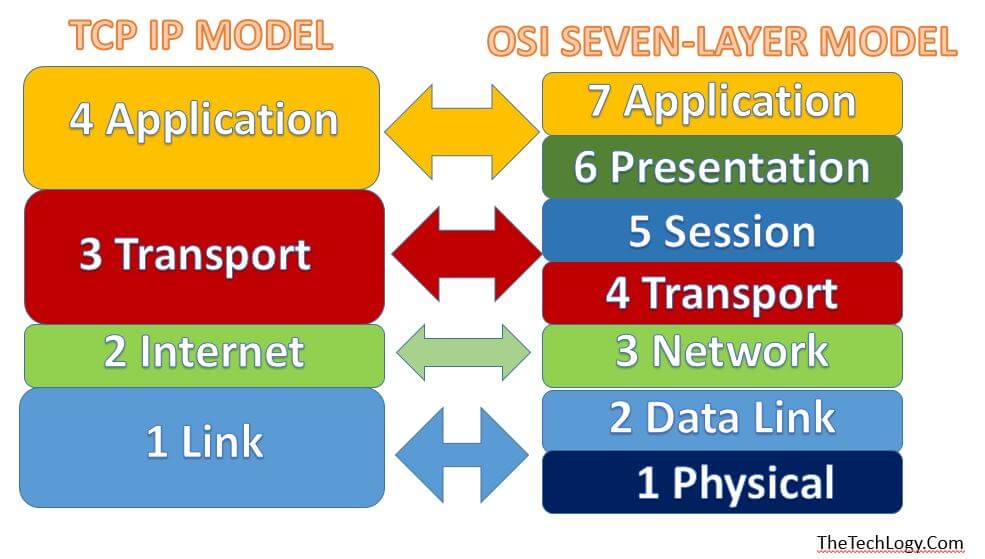 TCP IP MODEL
OSI SEVEN-LAYER MODEL
4 Application
3 Transport
2 Internet
1 Link
7 Application
6 Presentation
5 Session
4 Transport
3 Network
2 Data Link
1 Physical
TheTechLogy.Com